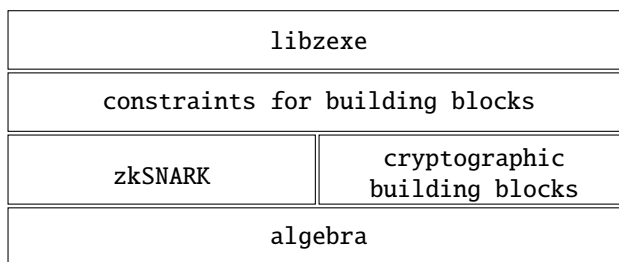 libzexe
constraints for building blocks
zkSNARK
cryptographic
building blocks
algebra